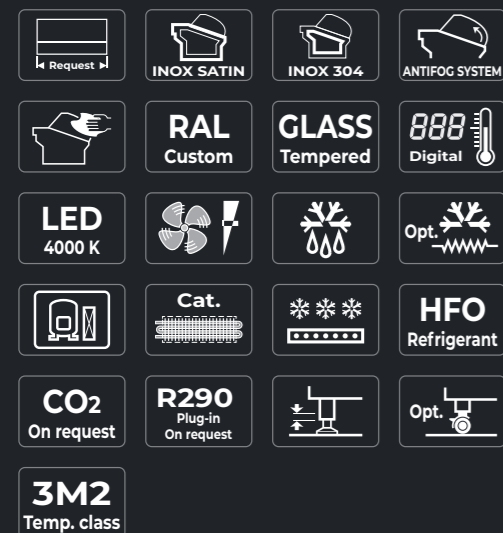 Request
INOX SATIN
INOX 304
ANTIFOG SYSTEM
RAL
Custom
GLASS
Tempered
888
Digital
LED
4000 K
Opt.
Cat.
HFO
Refrigerant
CO2
On request
R290
Plug-in
On request
Opt.
3M2
Temp. class